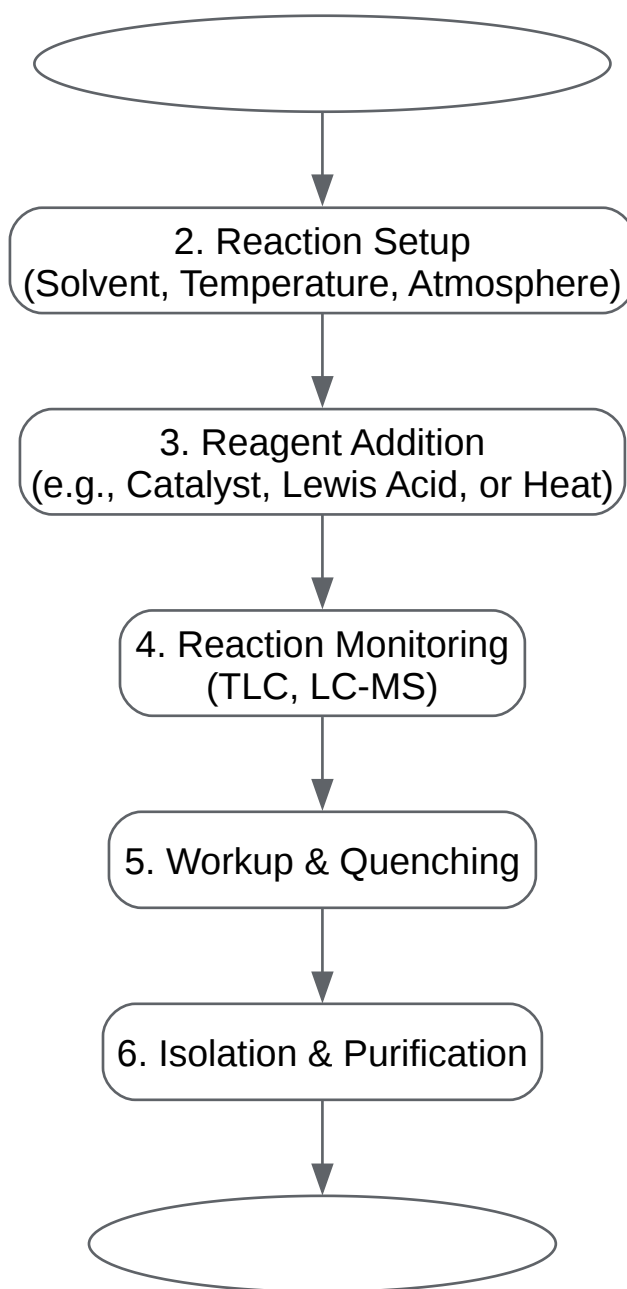 2. Reaction Setup
(Solvent, Temperature, Atmosphere)
3. Reagent Addition
(e.g., Catalyst, Lewis Acid, or Heat)
4. Reaction Monitoring
(TLC, LC-MS)
5. Workup & Quenching
6. Isolation & Purification